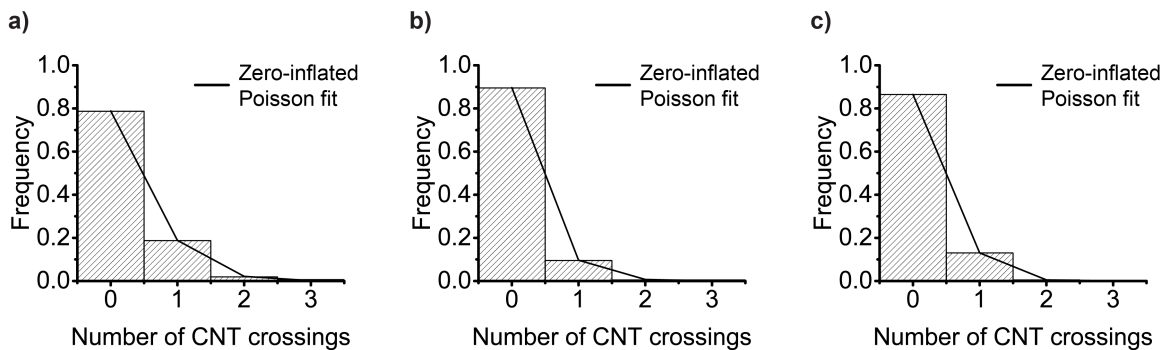 a)
1.0
0.8
0.6
0.4
0.2
0.0
Frequency
Zero-inflated
Poisson fit
0 1 2 3
Number of CNT crossings
b)
1.0
0.8
0.6
0.4
0.2
0.0
Frequency
Zero-inflated
Poisson fit
0 1 2 3
Number of CNT crossings
c)
1.0
0.8
0.6
0.4
0.2
0.0
Frequency
Zero-inflated
Poisson fit
0 1 2 3
Number of CNT crossings